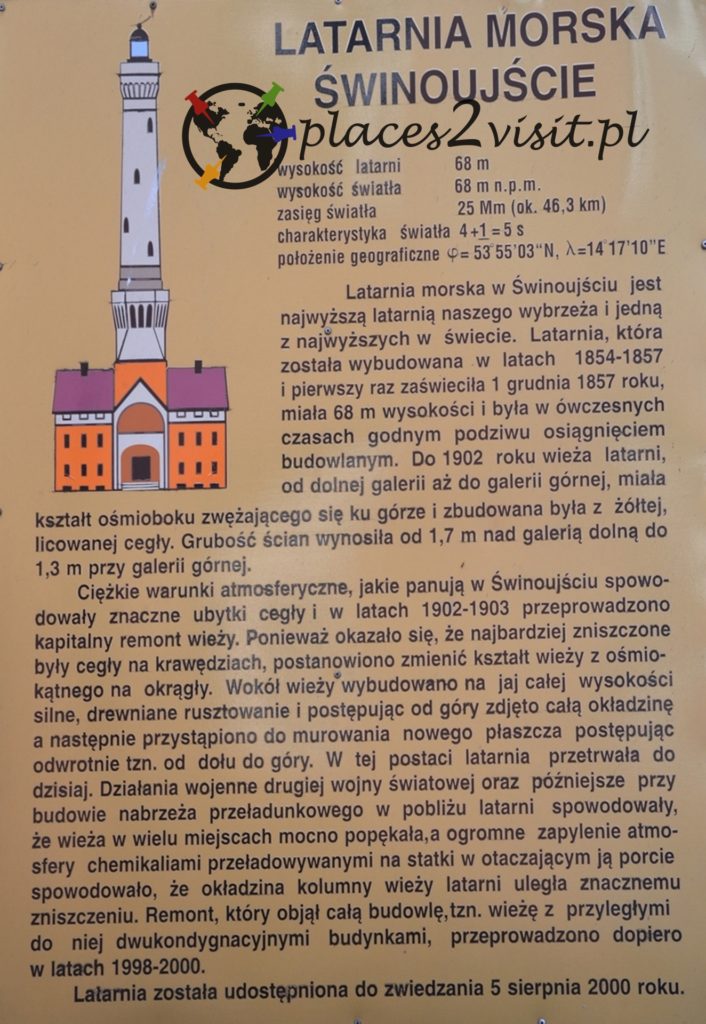 LATARNIA MORSKA
ŚWINOUJŚCIE
places2visit.pl
wysokość latarni 68 m
wysokość światła 68 m n.p.m.
zasięg światła 25 Mm (ok. 46,3 km)
charakterystyka światła 4+1=5 s
położenie geograficzne φ= 53°55'03"N, λ=14°17'10"E
Latarnia morska w Świnoujściu jest
najwyższą latarnią naszego wybrzeża i jedną
z najwyższych w świecie. Latarnia, która
została wybudowana w latach 1854-1857
i pierwszy raz zaświeciła 1 grudnia 1857 roku,
miała 68 m wysokości i była w ówczesnych
czasach godnym podziwu osiągnięciem
budowlanym. Do 1902 roku wieża latarni,
od dolnej galerii aż do galerii górnej, miała
kształt ośmioboku zwężającego się ku górze i zbudowana była z żółtej,
licowanej cegły. Grubość ścian wynosiła od 1,7 m nad galerią dolną do
1,3 m przy galerii górnej.
Ciężkie warunki atmosferyczne, jakie panują w Świnoujściu spowo-
dowały znaczne ubytki cegły i w latach 1902-1903 przeprowadzono
kapitalny remont wieży. Ponieważ okazało się, że najbardziej zniszczone
były cegły na krawędziach, postanowiono zmienić kształt wieży z ośmio-
kątnego na okrągły. Wokół wieży wybudowano na jaj całej wysokości
silne, drewniane rusztowanie i postępując od góry zdjęto całą okładzinę
a następnie przystąpiono do murowania nowego płaszcza postępując
odwrotnie tzn. od dołu do góry. W tej postaci latarnia przetrwała do
dzisiaj. Działania wojenne drugiej wojny światowej oraz późniejsze przy
budowie nabrzeża przeładunkowego w pobliżu latarni spowodowały,
że wieża w wielu miejscach mocno popękała,a ogromne zapylenie atmo-
sfery chemikaliami przeładowywanymi na statki w otaczającym ją porcie
spowodowało, że okładzina kolumny wieży latarni uległa znacznemu
zniszczeniu. Remont, który objął całą budowlę,tzn. wieżę z przyległymi
do niej dwukondygnacyjnymi budynkami, przeprowadzono dopiero
w latach 1998-2000.
Latarnia została udostępniona do zwiedzania 5 sierpnia 2000 roku.